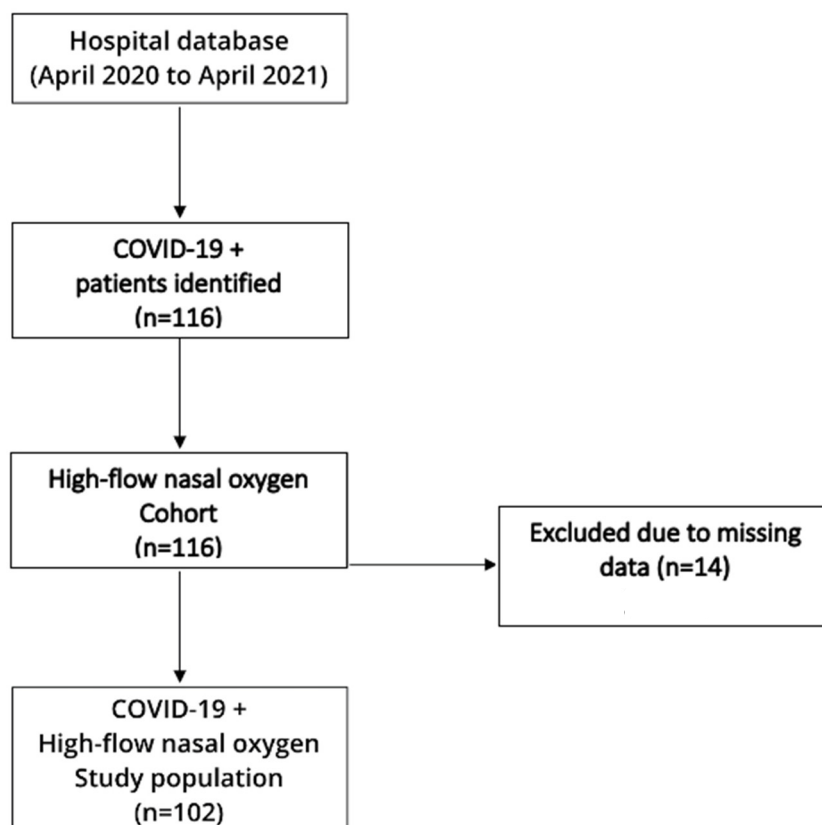 Hospital database
(April 2020 to April 2021)
COVID-19 +
patients identified
(n=116)
High-flow nasal oxygen
Cohort
(n=116)
Excluded due to missing
data (n=14)
COVID-19 +
High-flow nasal oxygen
Study population
(n=102)